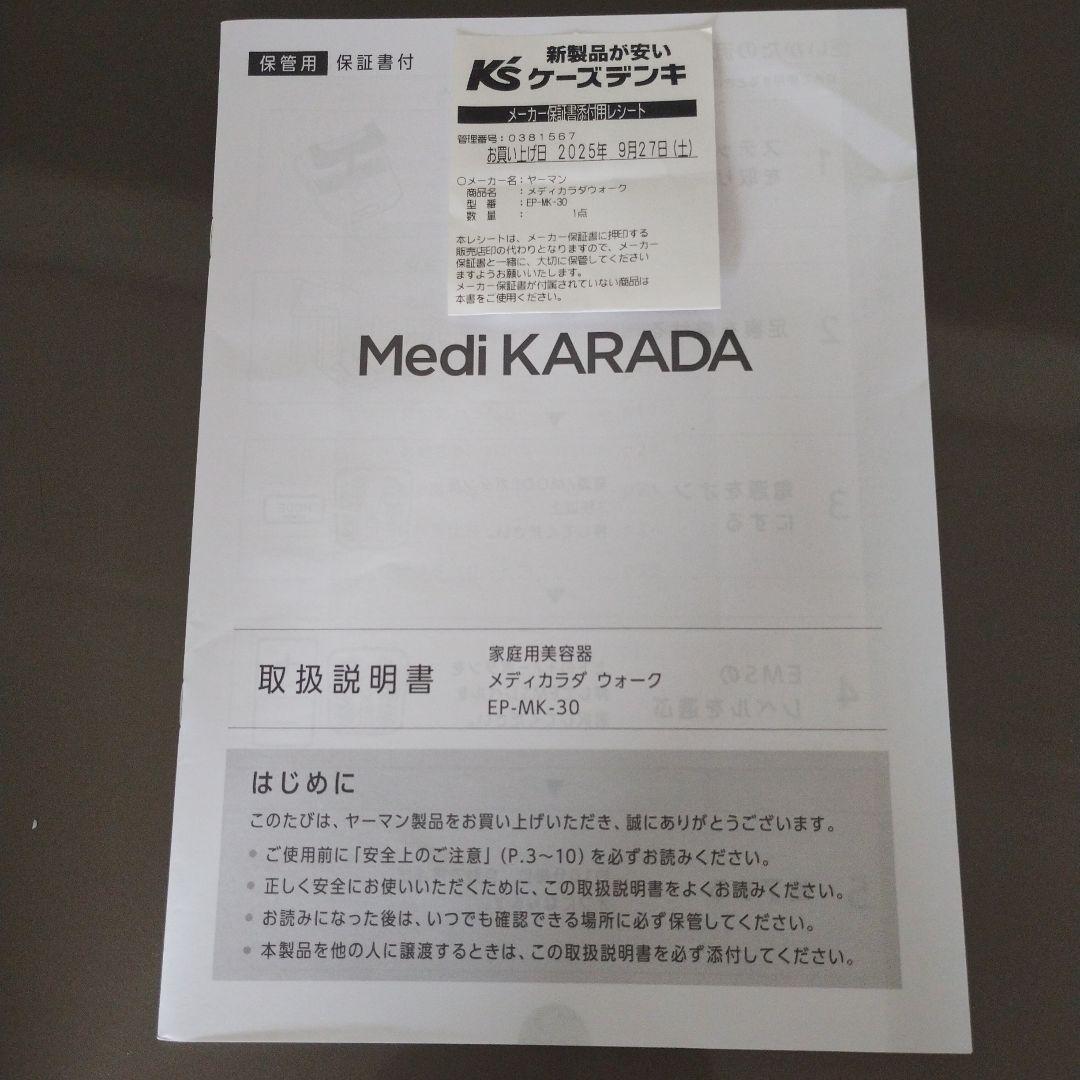 保管用 保証書付
新製品が安い
K's ケーズデンキ
メーカー保証書添付用レシート
管理番号：0381567
お買い上げ日 2025年 9月27日（土）
○メーカー名：ヤーマン
商品名 ：メディカラダウォーク
型 番 ：EP-MK-30
数 量 ： 1点
本レシートは、メーカー保証書に押印する
販売店印の代わりとなりますので、メーカー
保証書と一緒に、大切に保管してください
ますようお願いいたします。
メーカー保証書が付属されていない商品は
本書をご使用ください。
Medi KARADA
取扱説明書
家庭用美容器
メディカラダ ウォーク
EP-MK-30
はじめに
このたびは、ヤーマン製品をお買い上げいただき、誠にありがとうございます。
● ご使用前に「安全上のご注意」（P.3〜10）を必ずお読みください。
● 正しく安全にお使いいただくために、この取扱説明書をよくお読みください。
● お読みになった後は、いつでも確認できる場所に必ず保管してください。
● 本製品を他の人に譲渡するときは、この取扱説明書を必ず添付してください。